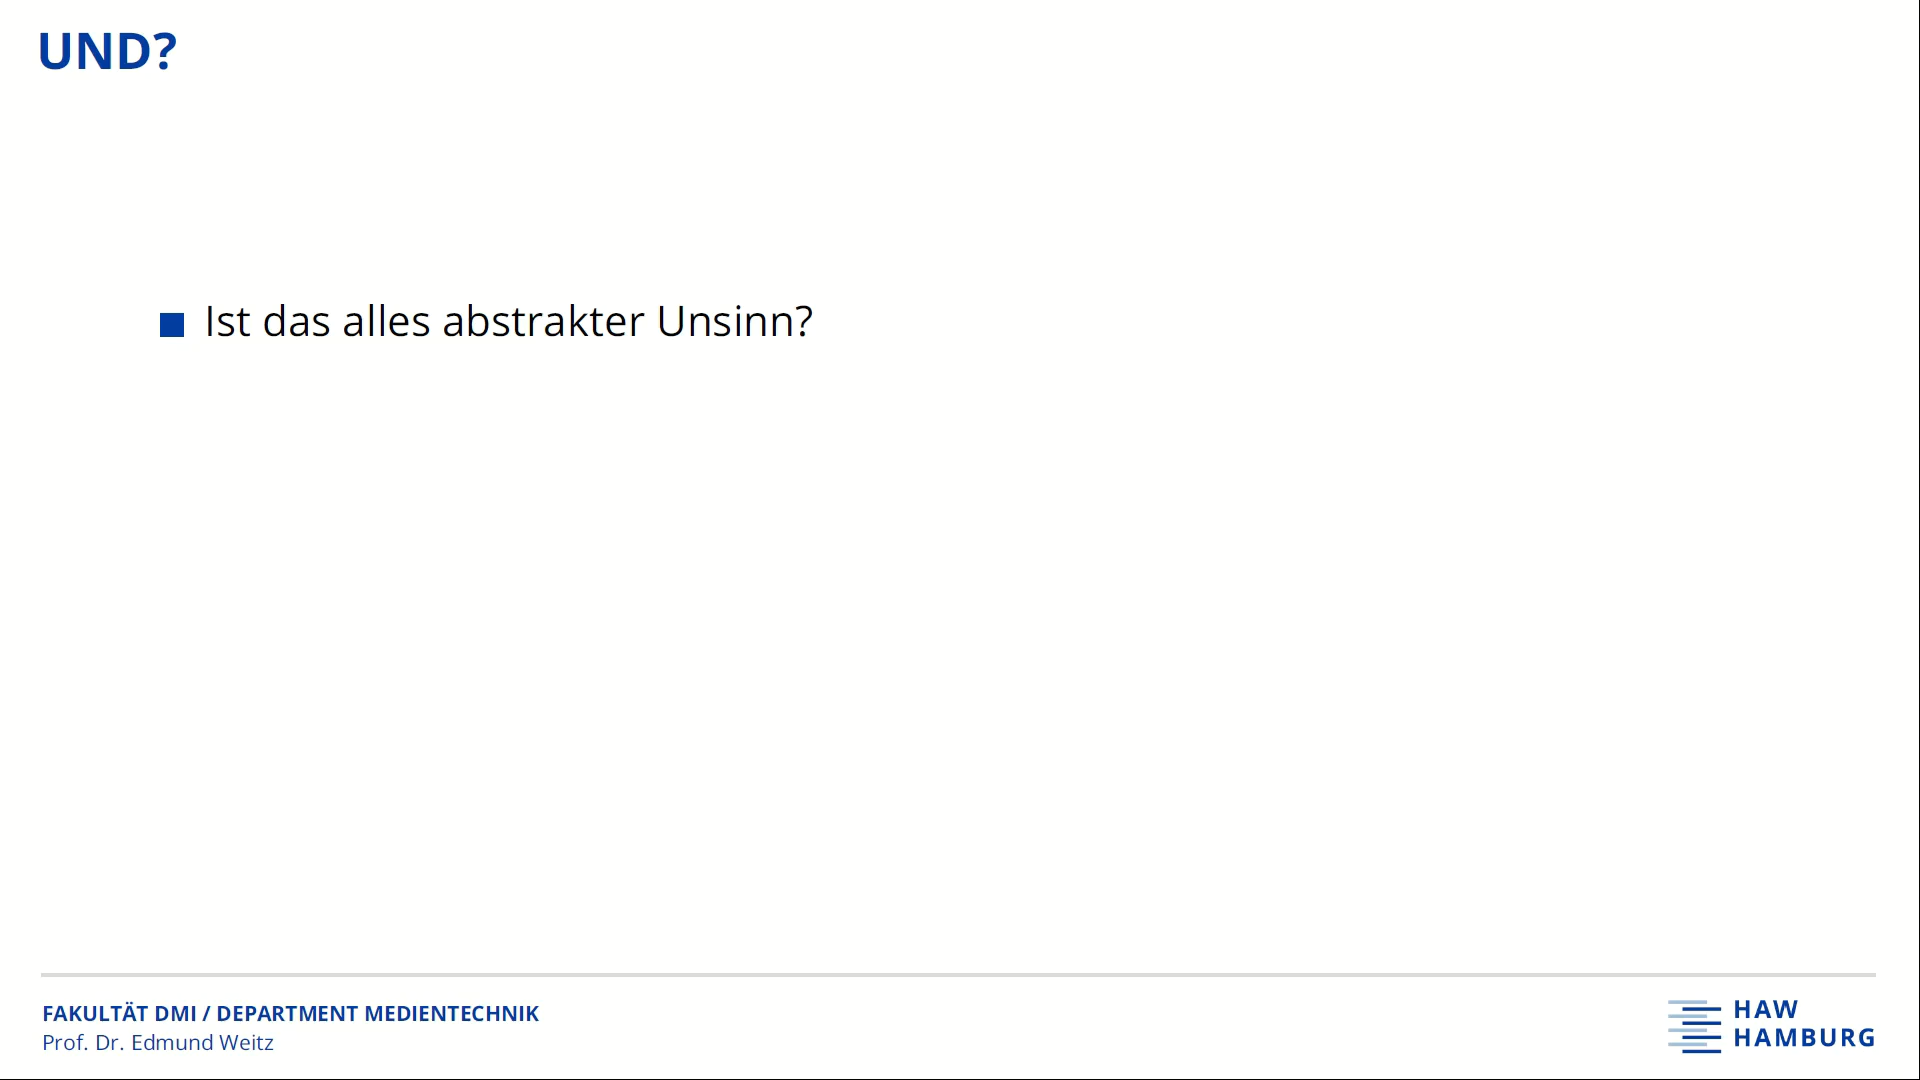 UND?
Ist das alles abstrakter Unsinn?
FAKULTÄT DMI / DEPARTMENT MEDIENTECHNIK
Prof. Dr. Edmund Weitz
HAW
HAMBURG